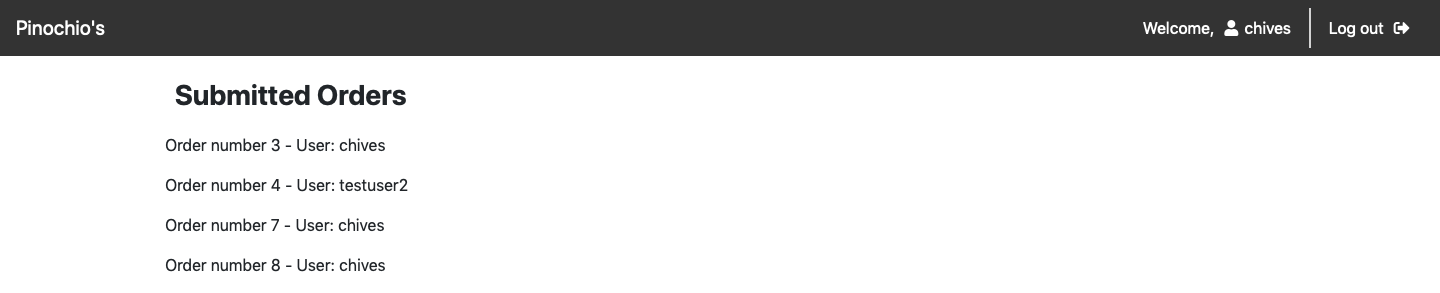 Pinochio's
Welcome, chives
Log out
Submitted Orders
Order number 3 - User: chives
Order number 4 - User: testuser2
Order number 7 - User: chives
Order number 8 - User: chives